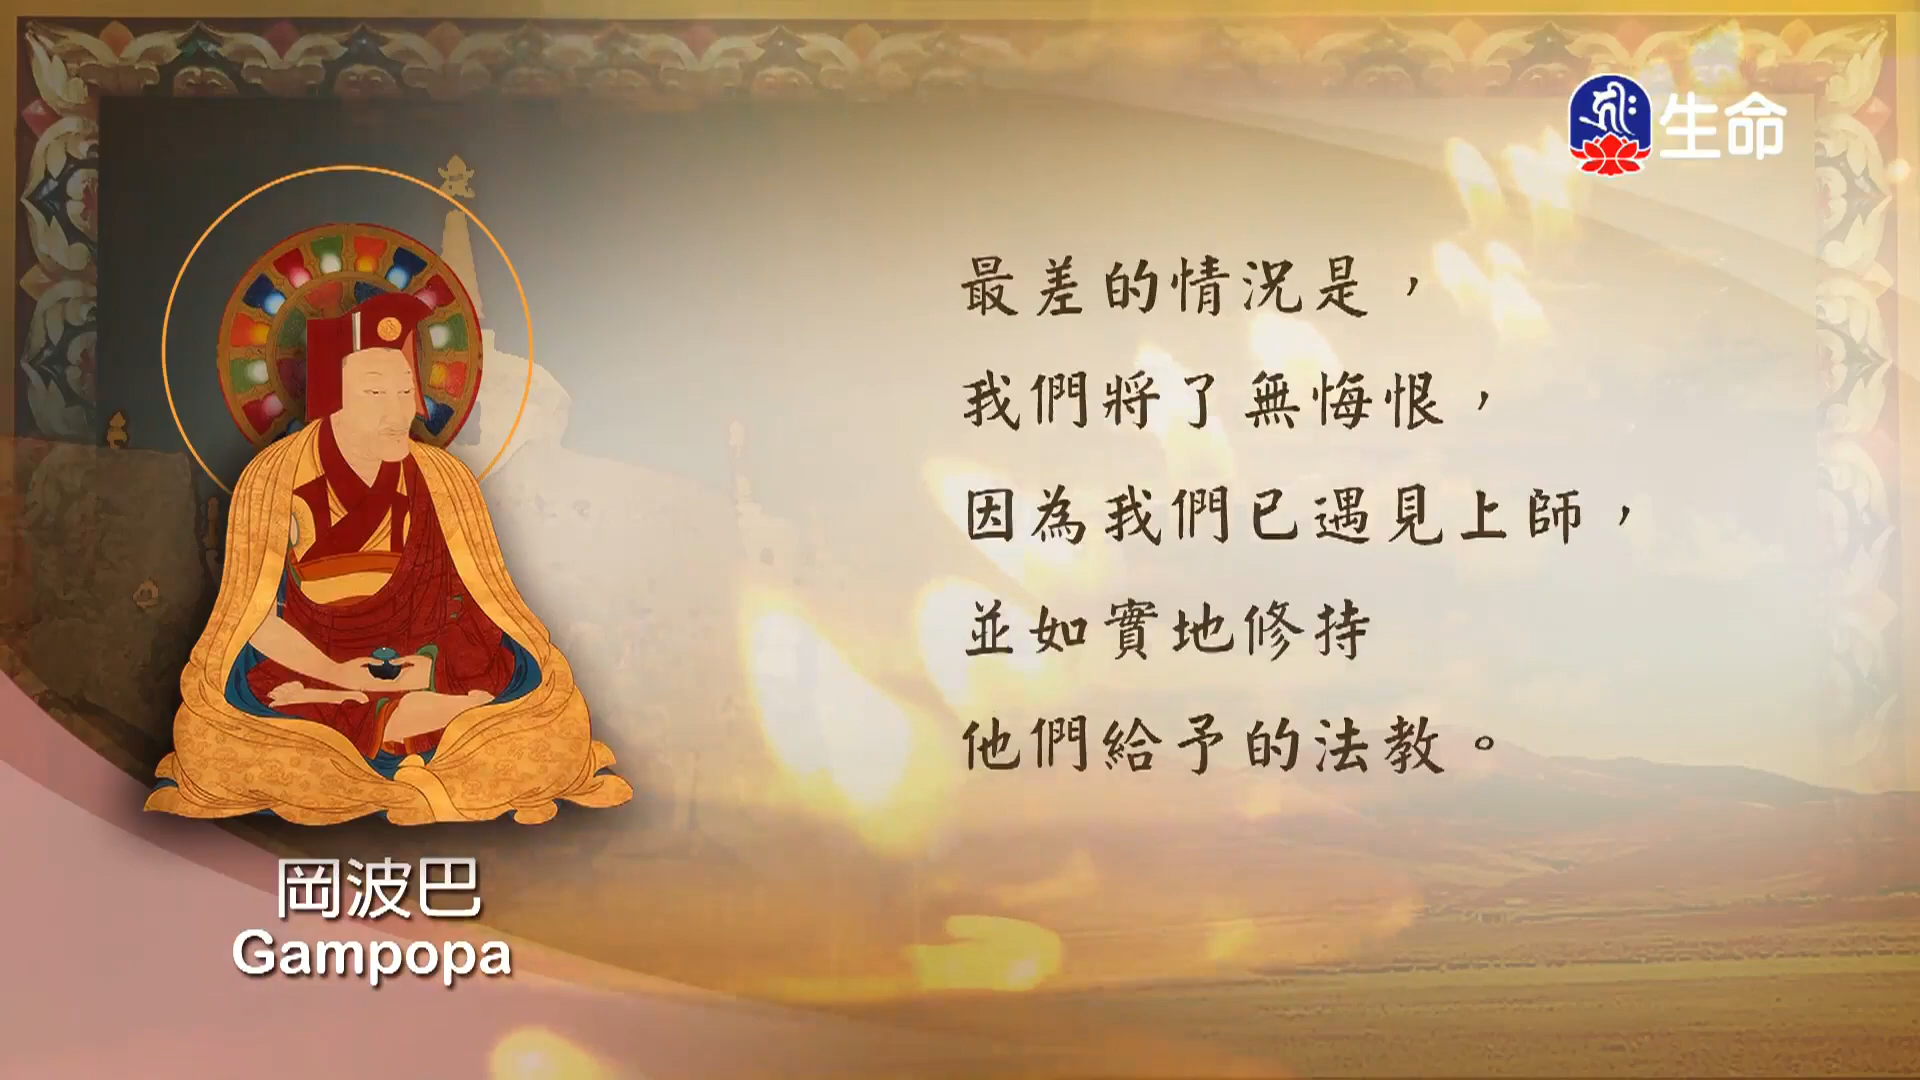 生命
最差的情況是，
我們將了無悔恨，
因為我們已遇見上師，
並如實地修持
他們給予的法教。
岡波巴
Gampopa